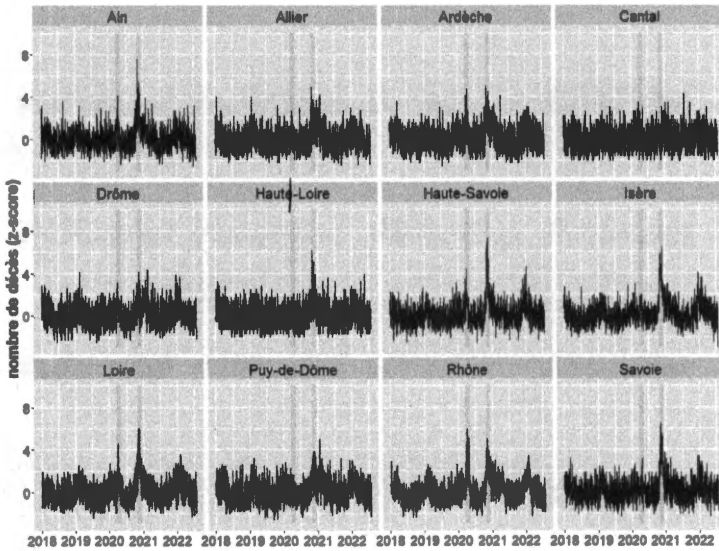 Ain Allier Ardèche Cantal
8
4
0
Drôme Haute-Loire Haute-Savoie Isère
8
4
0
Loire Puy-de-Dôme Rhône Savoie
8
4
0
2018 2019 2020 2021 2022 2018 2019 2020 2021 2022 2018 2019 2020 2021 2022 2018 2019 2020 2021 2022
nombre de décès (z-score)